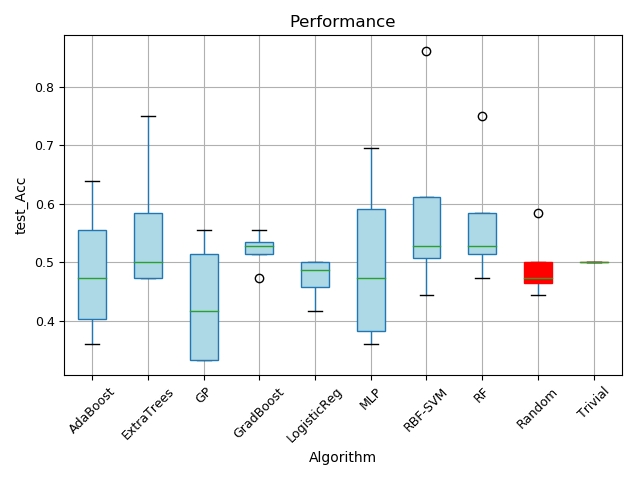 Performance
test_Acc
0.8
0.7
0.6
0.5
0.4
AdaBoost
ExtraTrees
GP
GradBoost
LogisticReg
MLP
RBF-SVM
RF
Random
Trivial
Algorithm